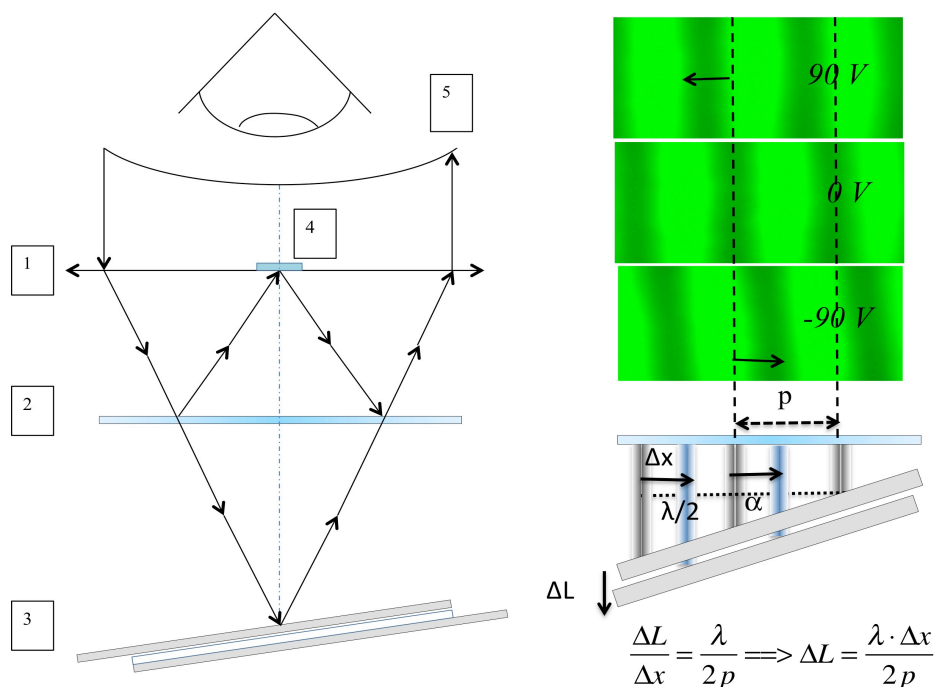 5
4
1
2
3
90 V
0 V
-90 V
p
Δx
λ/2
α
ΔL
ΔL/Δx = λ/2p ==> ΔL = λ · Δx/2p